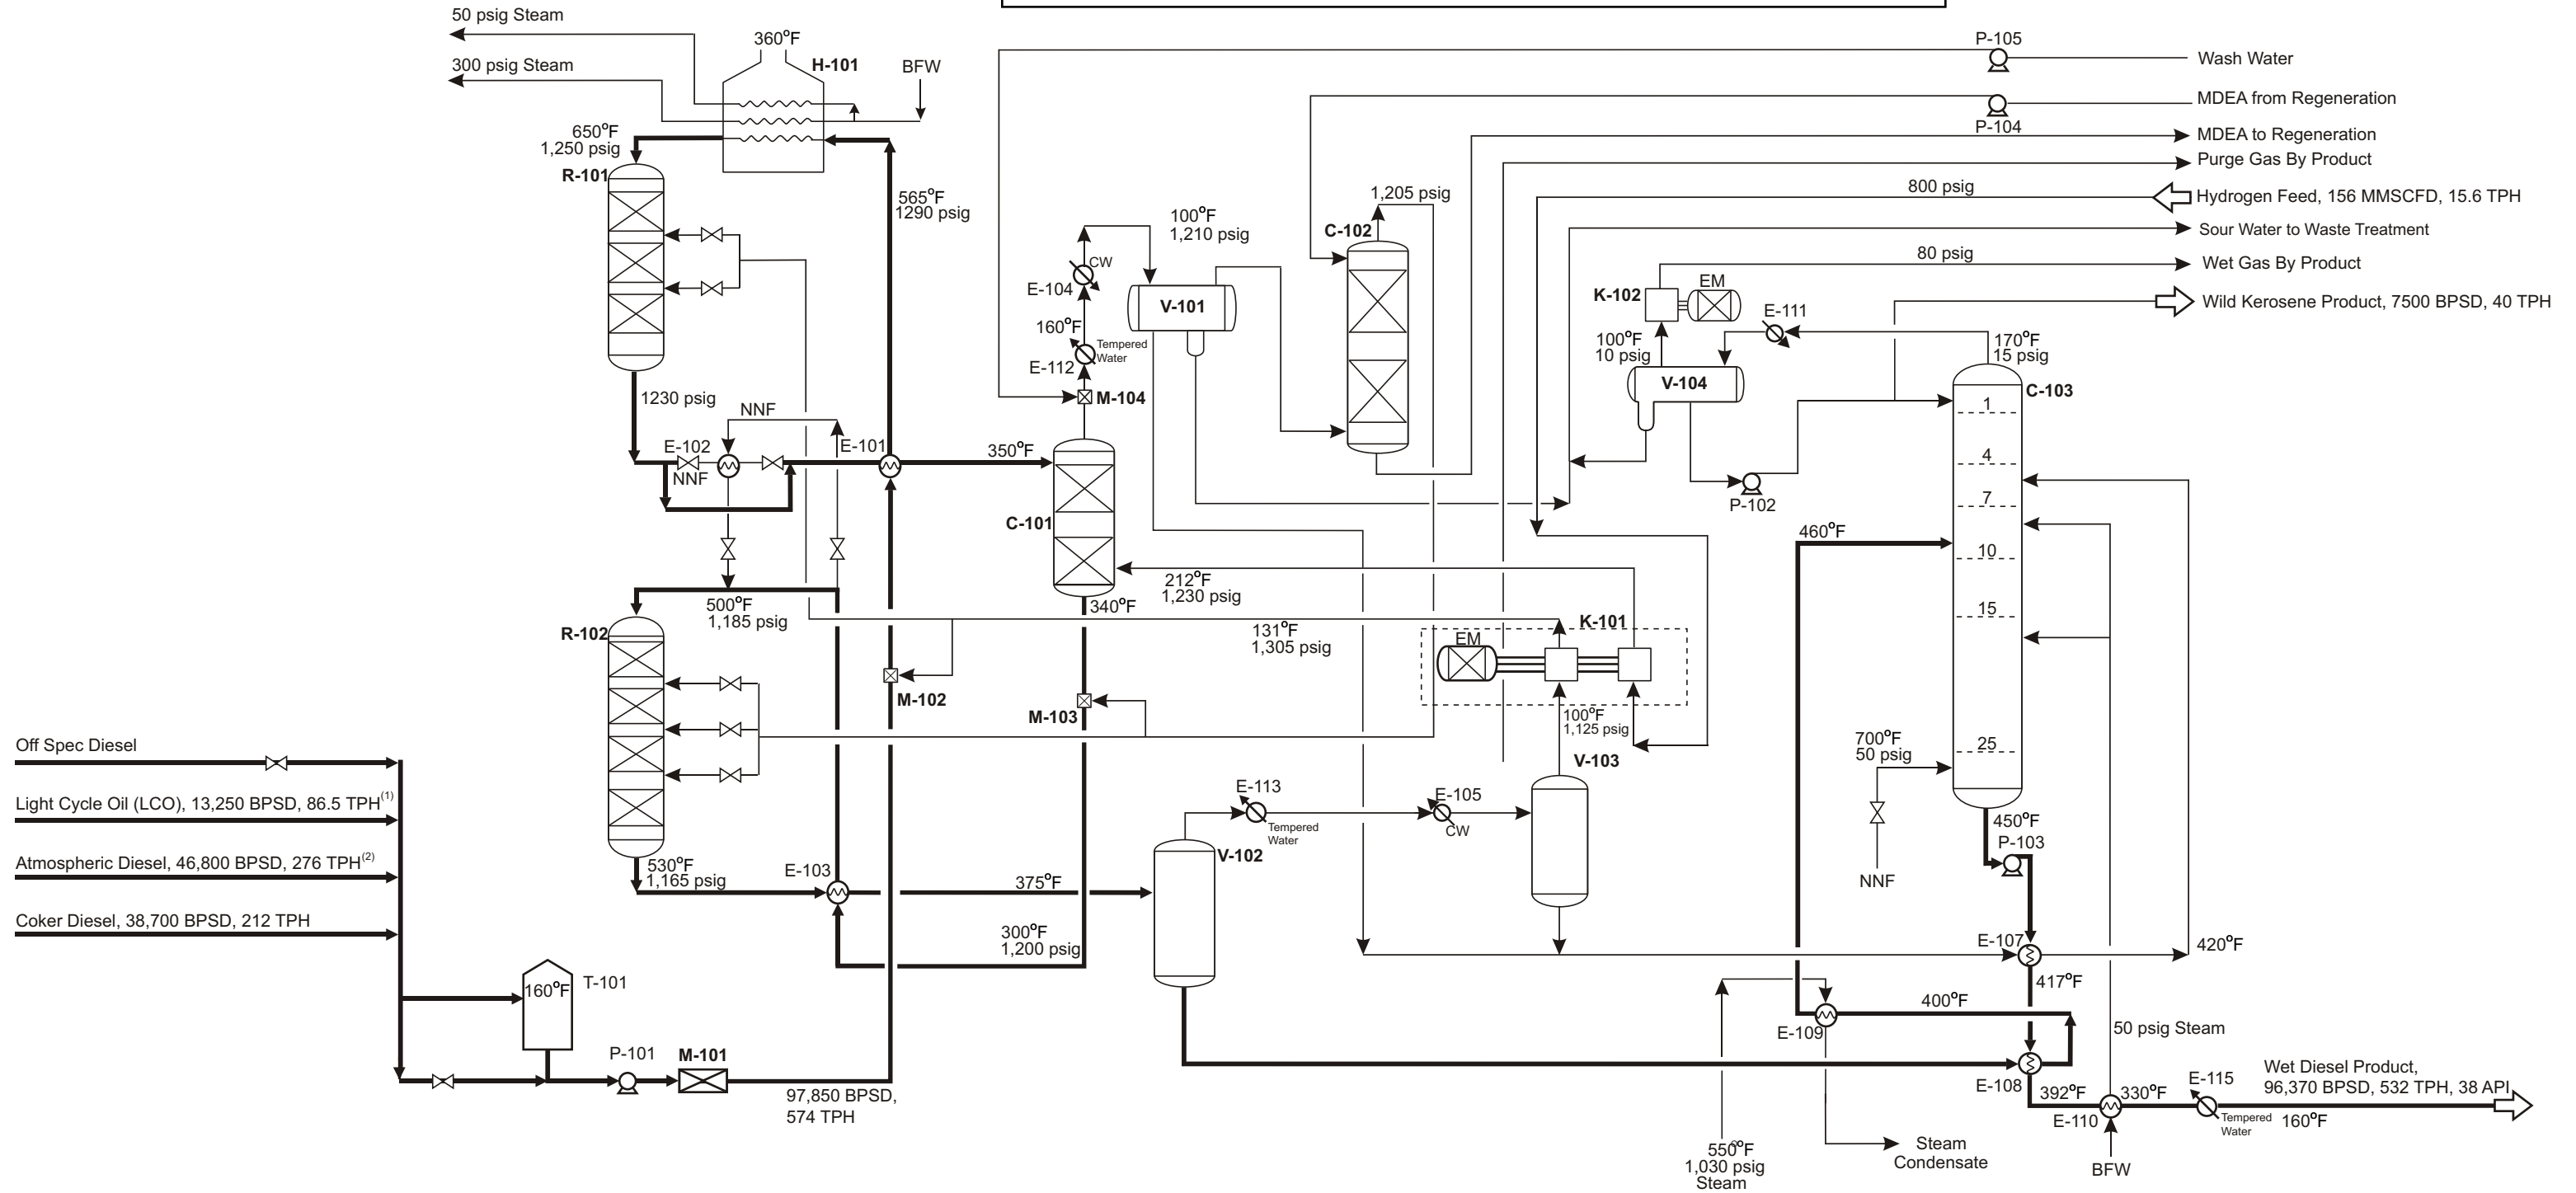 50 psig Steam
360°F
H-101
BFW
300 psig Steam
P-105
Wash Water
MDEA from Regeneration
P-104
MDEA to Regeneration
650°F
1,250 psig
R-101
Purge Gas By Product
800 psig
Hydrogen Feed, 156 MMSCFD, 15.6 TPH
565°F
1290 psig
1,205 psig
100°F
1,210 psig
C-102
Sour Water to Waste Treatment
80 psig
Wet Gas By Product
CW
E-104
V-101
K-102
EM
E-111
Wild Kerosene Product, 7500 BPSD, 40 TPH
160°F
Tempered
Water
E-112
100°F
10 psig
170°F
15 psig
V-104
C-103
M-104
1230 psig
NNF
1
E-102
NNF
E-101
350°F
4
7
P-102
C-101
460°F
10
212°F
1,230 psig
500°F
1,185 psig
340°F
15
R-102
131°F
1,305 psig
K-101
EM
M-102
M-103
100°F
1,125 psig
V-103
700°F
50 psig
25
Off Spec Diesel
Light Cycle Oil (LCO), 13,250 BPSD, 86.5 TPH(1)
E-113
Tempered
Water
E-105
CW
450°F
P-103
Atmospheric Diesel, 46,800 BPSD, 276 TPH(2)
530°F
1,165 psig
E-103
375°F
V-102
NNF
Coker Diesel, 38,700 BPSD, 212 TPH
300°F
1,200 psig
E-107
420°F
160°F
T-101
417°F
400°F
E-109
50 psig Steam
P-101
M-101
97,850 BPSD,
574 TPH
E-108
392°F
330°F
E-110
E-115
Tempered
Water
160°F
Wet Diesel Product,
96,370 BPSD, 532 TPH, 38 API
550°F
1,030 psig
Steam
Steam
Condensate
BFW